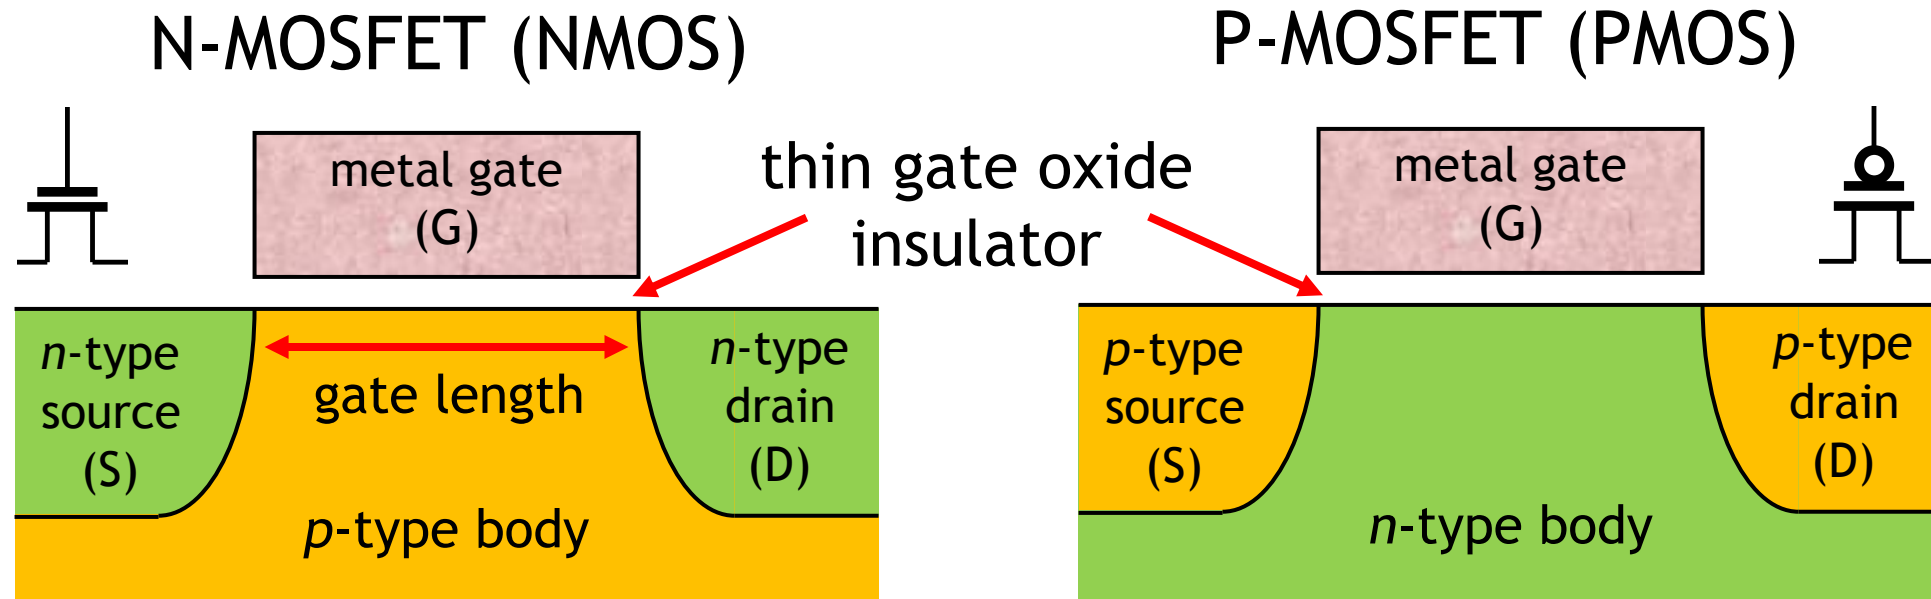 N-MOSFET (NMOS)
P-MOSFET (PMOS)
metal gate
(G)
thin gate oxide
insulator
metal gate
(G)
n-type
source
(S)
gate length
n-type
drain
(D)
p-type body
p-type
source
(S)
p-type
drain
(D)
n-type body